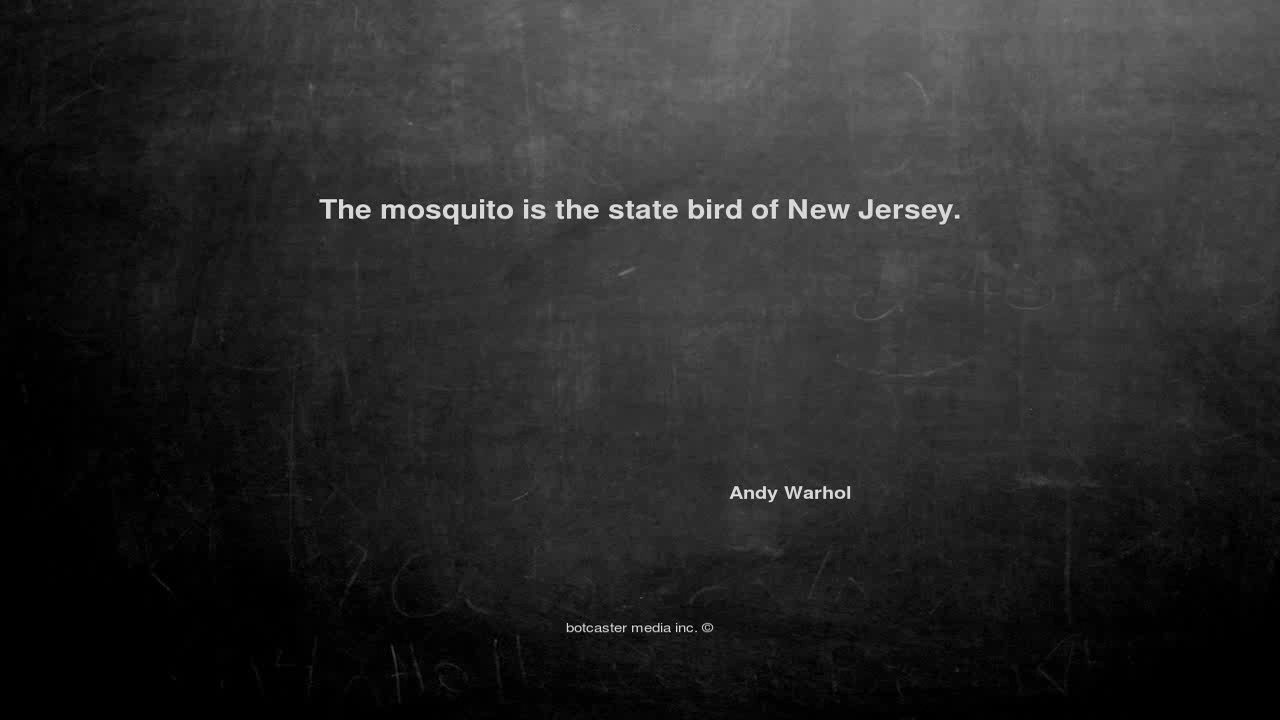 The mosquito is the state bird of New Jersey.
Andy Warhol
botcaster media inc. ©